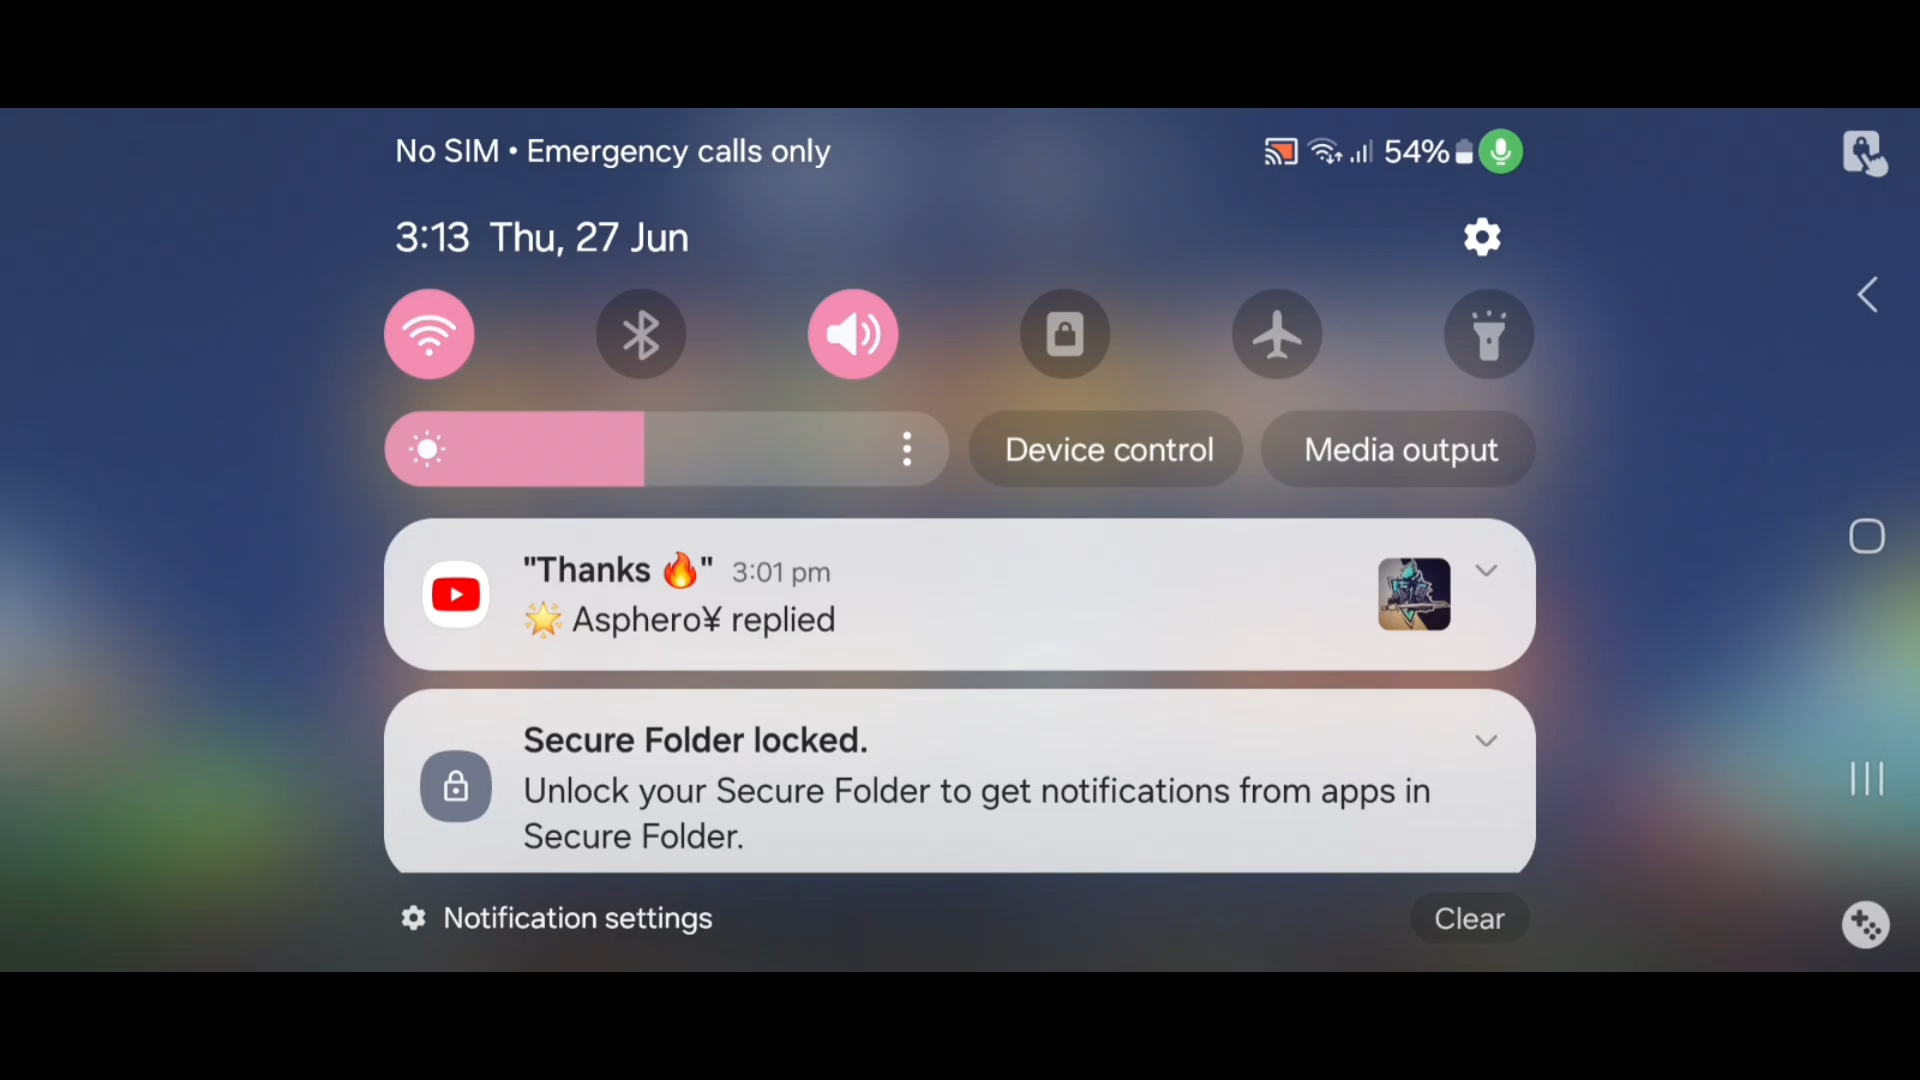 No SIM • Emergency calls only
54%
3:13 Thu, 27 Jun
Device control
Media output
"Thanks 🔥" 3:01 pm
🌟 Asphero¥ replied
Secure Folder locked.
Unlock your Secure Folder to get notifications from apps in
Secure Folder.
Notification settings
Clear